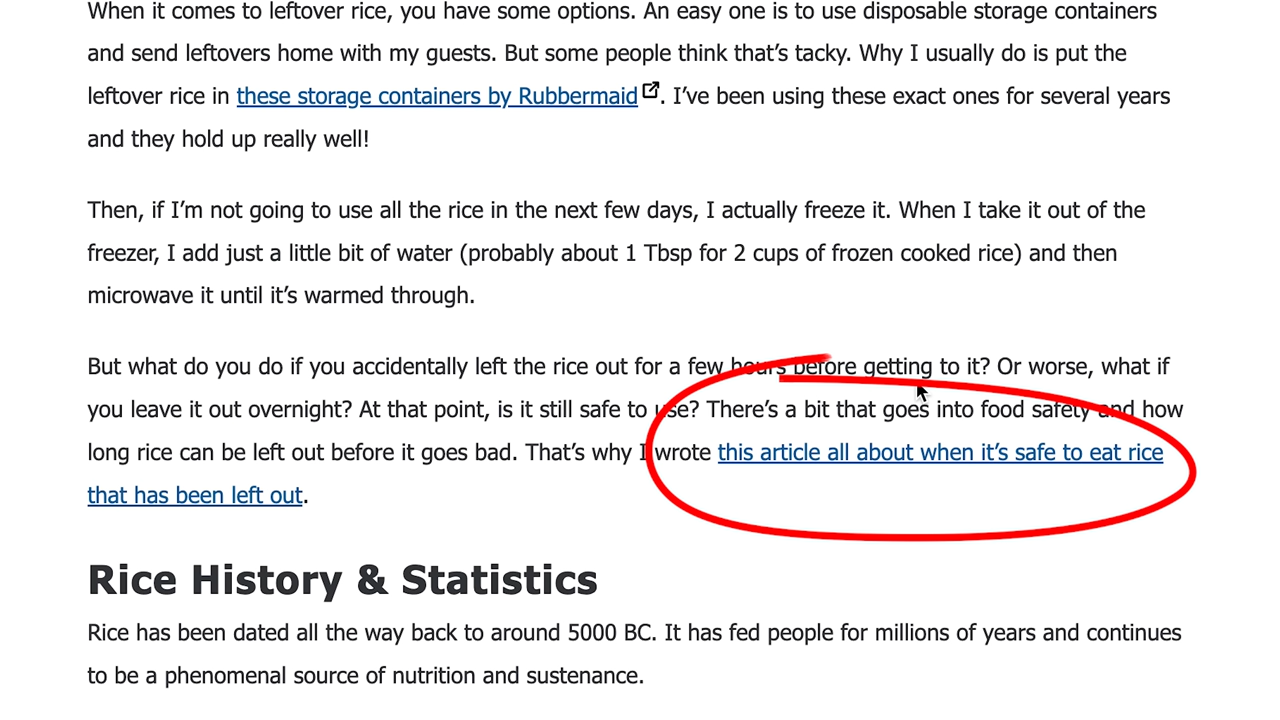 When it comes to leftover rice, you have some options. An easy one is to use disposable storage containers
and send leftovers home with my guests. But some people think that’s tacky. Why I usually do is put the
leftover rice in these storage containers by Rubbermaid. I’ve been using these exact ones for several years
and they hold up really well!
Then, if I’m not going to use all the rice in the next few days, I actually freeze it. When I take it out of the
freezer, I add just a little bit of water (probably about 1 Tbsp for 2 cups of frozen cooked rice) and then
microwave it until it’s warmed through.
But what do you do if you accidentally left the rice out for a few hours before getting to it? Or worse, what if
you leave it out overnight? At that point, is it still safe to use? There’s a bit that goes into food safety and how
long rice can be left out before it goes bad. That’s why I wrote this article all about when it’s safe to eat rice
that has been left out.
Rice History & Statistics
Rice has been dated all the way back to around 5000 BC. It has fed people for millions of years and continues
to be a phenomenal source of nutrition and sustenance.